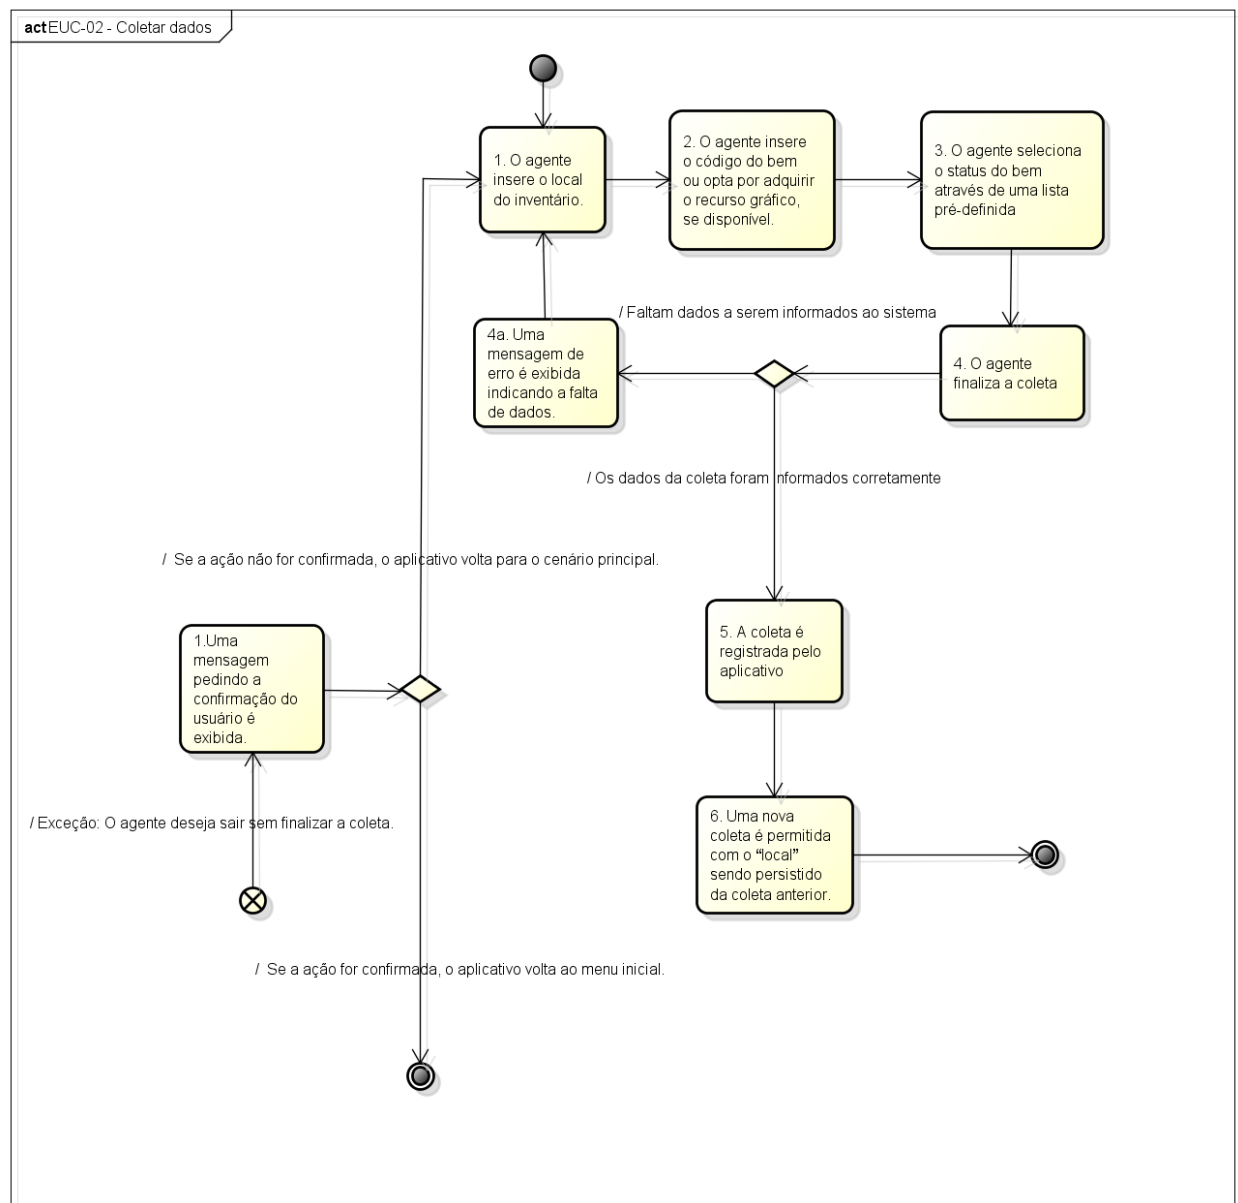 actEUC-02 - Coletar dados
1. O agente
insere o local
do inventário.
2. O agente insere
o código do bem
ou opta por adquirir
o recurso gráfico,
se disponível.
3. O agente seleciona
o status do bem
através de uma lista
pré-definida
/ Faltam dados a serem informados ao sistema
4a. Uma
mensagem de
erro é exibida
indicando a falta
de dados.
4. O agente
finaliza a coleta
/ Os dados da coleta foram informados corretamente
/ Se a ação não for confirmada, o aplicativo volta para o cenário principal.
1.Uma
mensagem
pedindo a
confirmação do
usuário é
exibida.
5. A coleta é
registrada pelo
aplicativo
/ Exceção: O agente deseja sair sem finalizar a coleta.
6. Uma nova
coleta é permitida
com o “local”
sendo persistido
da coleta anterior.
/ Se a ação for confirmada, o aplicativo volta ao menu inicial.